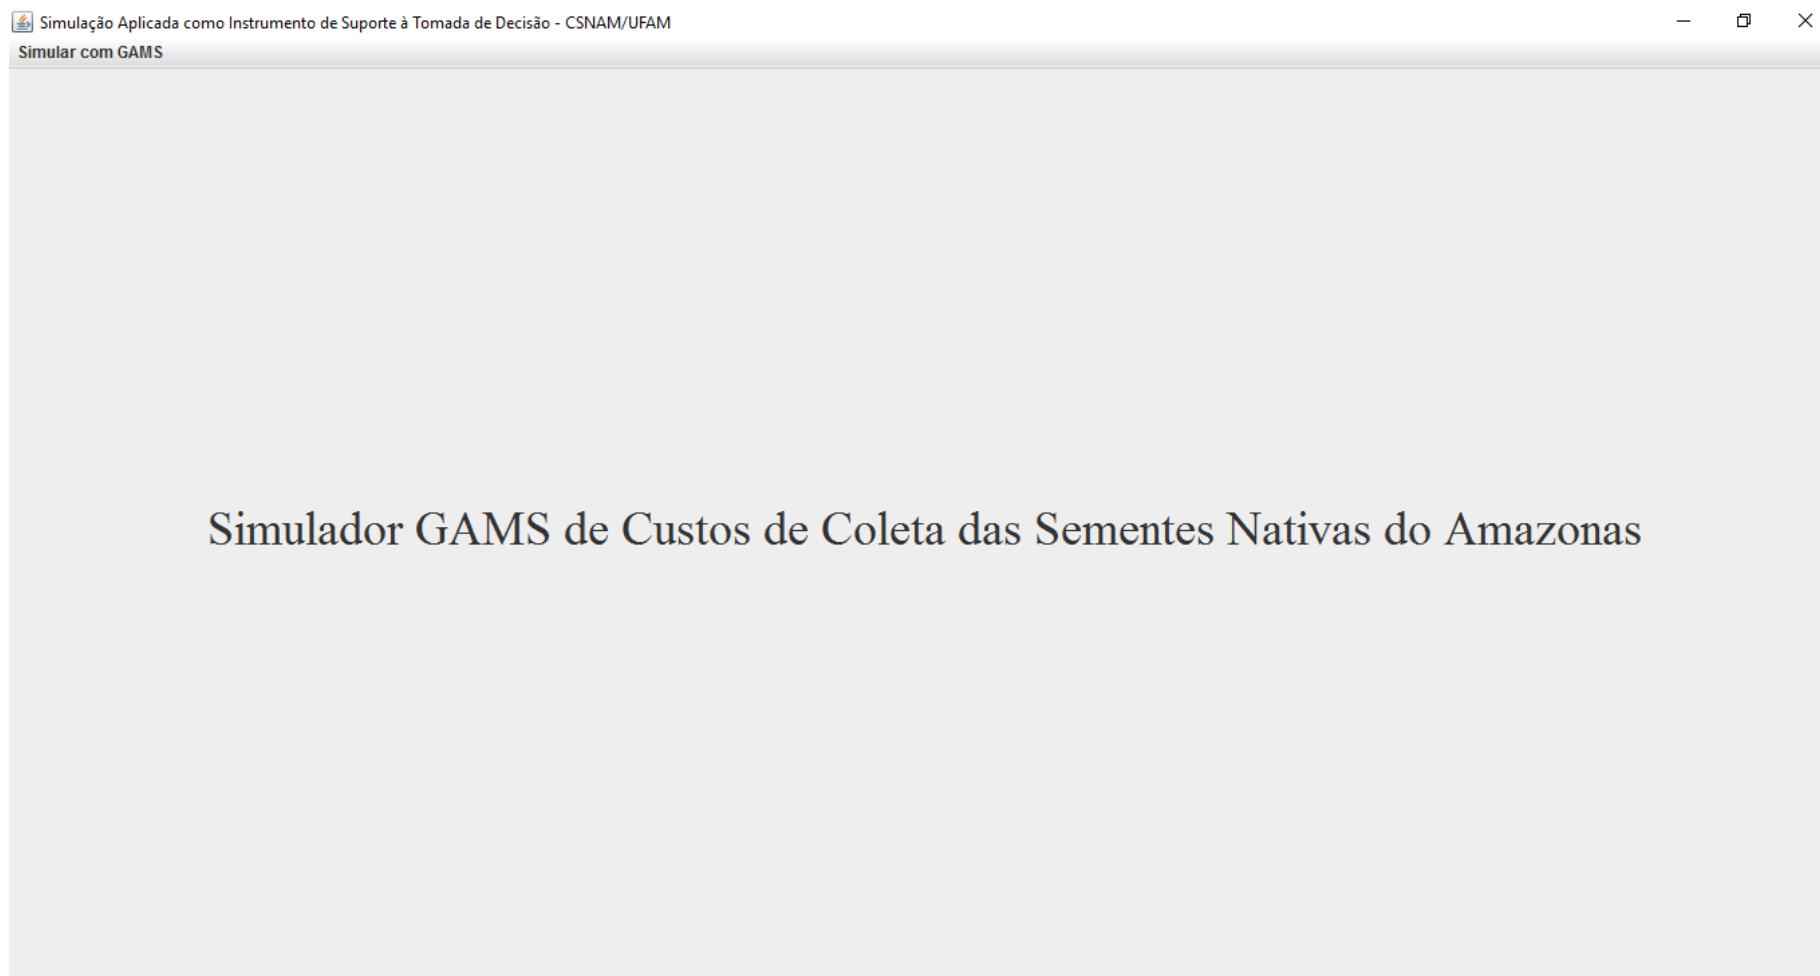 Simulação Aplicada como Instrumento de Suporte à Tomada de Decisão - CSNAM/UFAM
Simular com GAMS
Simulador GAMS de Custos de Coleta das Sementes Nativas do Amazonas